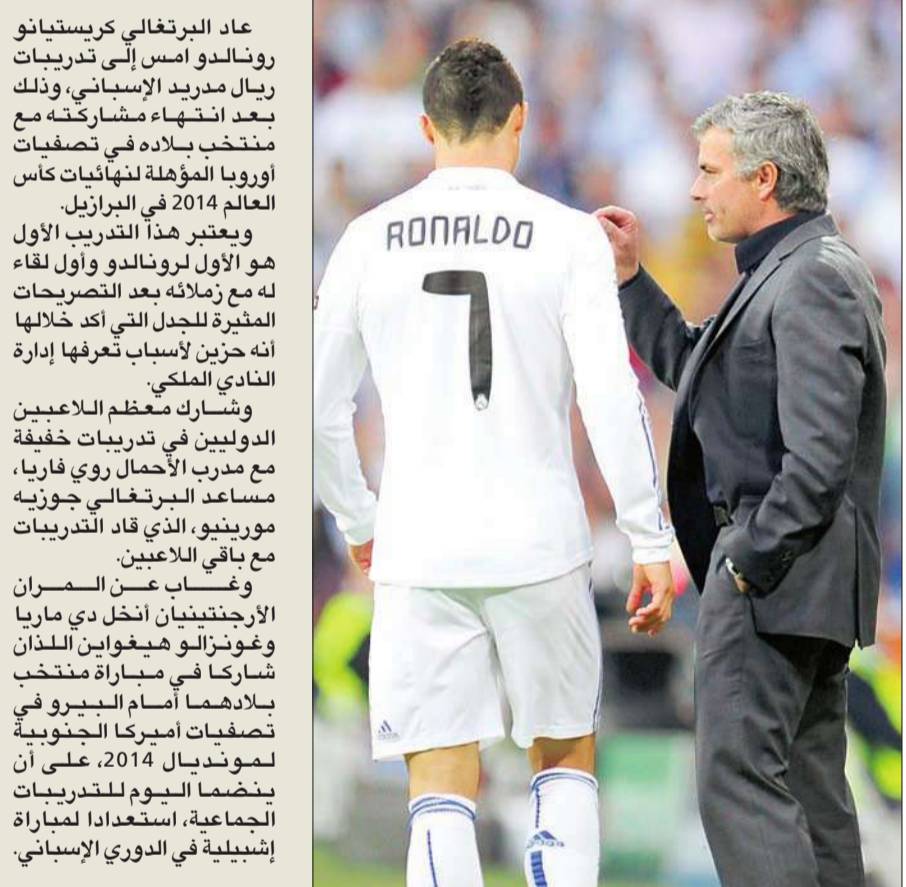 عاد البرتغالي كريستيانو
رونالدو امس إلى تدريبات
ريال مدريد الإسباني، وذلك
بعد انتهاء مشاركته مع
منتخب بلاده في تصفيات
أوروبا المؤهلة لنهائيات كأس
العالم 2014 في البرازيل.
ويعتبر هذا التدريب الأول
هو الأول لرونالدو وأول لقاء
له مع زملائه بعد التصريحات
المثيرة للجدل التي أكد خلالها
أنه حزين لأسباب تعرفها إدارة
النادي الملكي.
وشارك معظم اللاعبين
الدوليين في تدريبات خفيفة
مع مدرب الأحمال روي فاريا،
مساعد البرتغالي جوزيه
مورينيو، الذي قاد التدريبات
مع باقي اللاعبين.
وغاب عن المران
الأرجنتينيان أنخل دي ماريا
وغونزالو هيغواين اللذان
شاركا في مباراة منتخب
بلادهما أمام البيرو في
تصفيات أميركا الجنوبية
لمونديال 2014، على أن
ينضما اليوم للتدريبات
الجماعية، استعدادا لمباراة
إشبيلية في الدوري الإسباني.
RONALDO
7
adidas